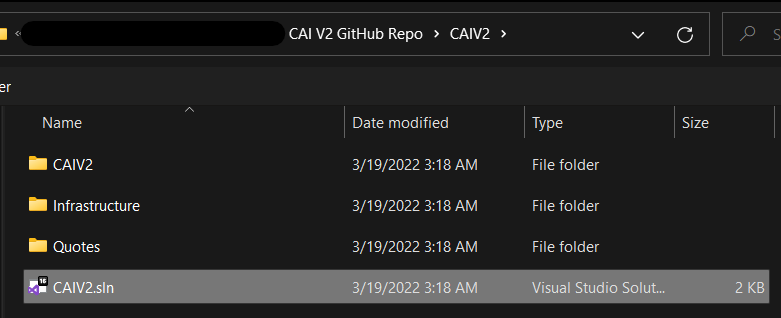 « CAI V2 GitHub Repo › CAIV2 ›
S
er
Name Date modified Type Size
CAIV2 3/19/2022 3:18 AM File folder
Infrastructure 3/19/2022 3:18 AM File folder
Quotes 3/19/2022 3:18 AM File folder
CAIV2.sln 3/19/2022 3:18 AM Visual Studio Solut... 2 KB